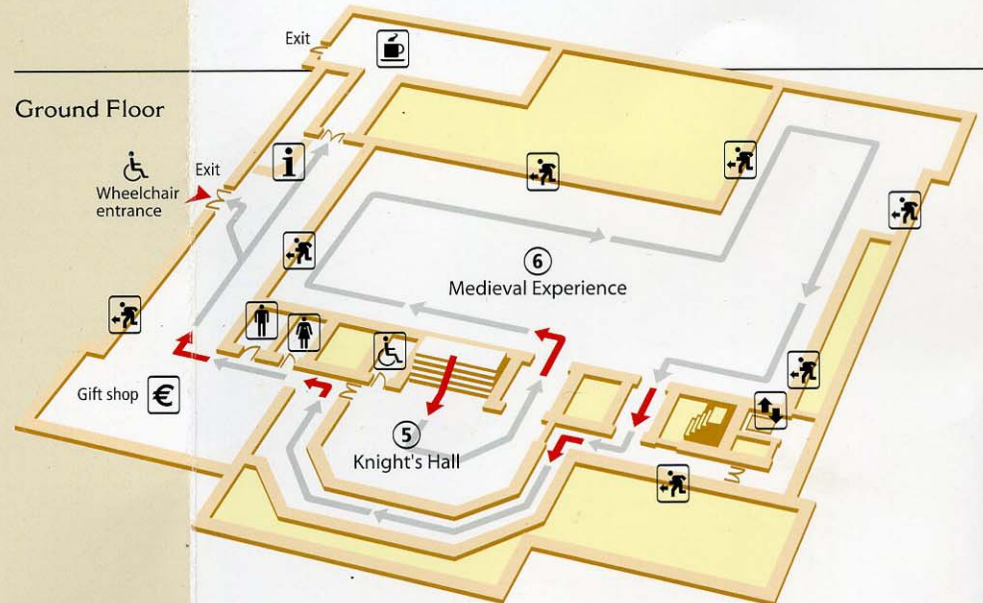 Exit
Ground Floor
i
Exit
Wheelchair
entrance
6
Medieval Experience
Gift shop €
5
Knight's Hall